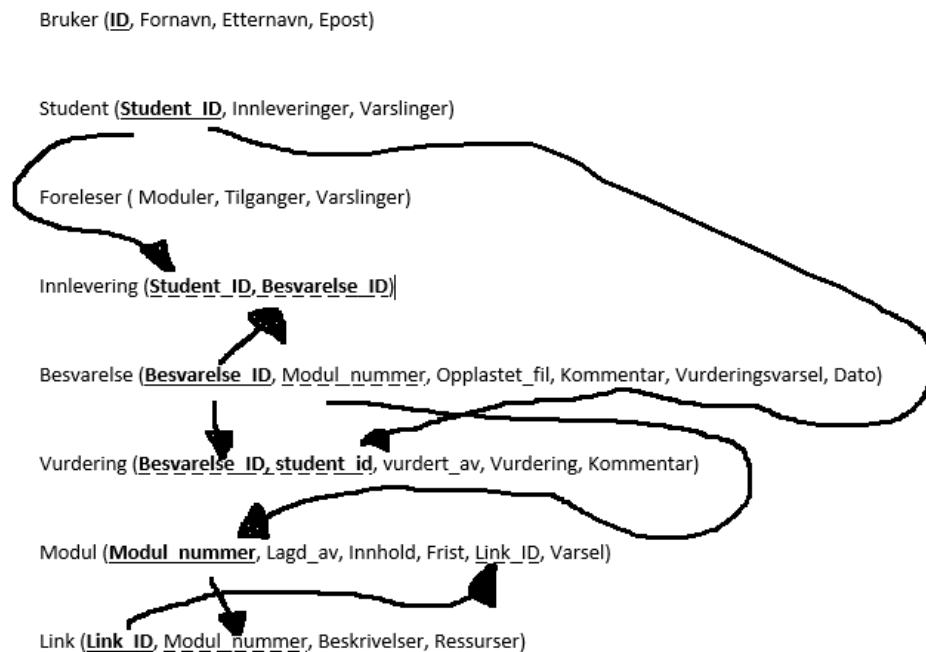 Bruker (ID, Fornavn, Etternavn, Epost)
Student (Student_ID, Innleveringer, Varslinger)
Foreleser ( Moduler, Tilganger, Varslinger)
Innlevering (Student_ID, Besvarelse_ID)
Besvarelse (Besvarelse_ID, Modul_nummer, Opplastet_fil, Kommentar, Vurderingsvarsel, Dato)
Vurdering (Besvarelse_ID, student_id, vurdert_av, Vurdering, Kommentar)
Modul (Modul_nummer, Lagd_av, Innhold, Frist, Link_ID, Varsel)
Link (Link_ID, Modul_nummer, Beskrivelser, Ressurser)